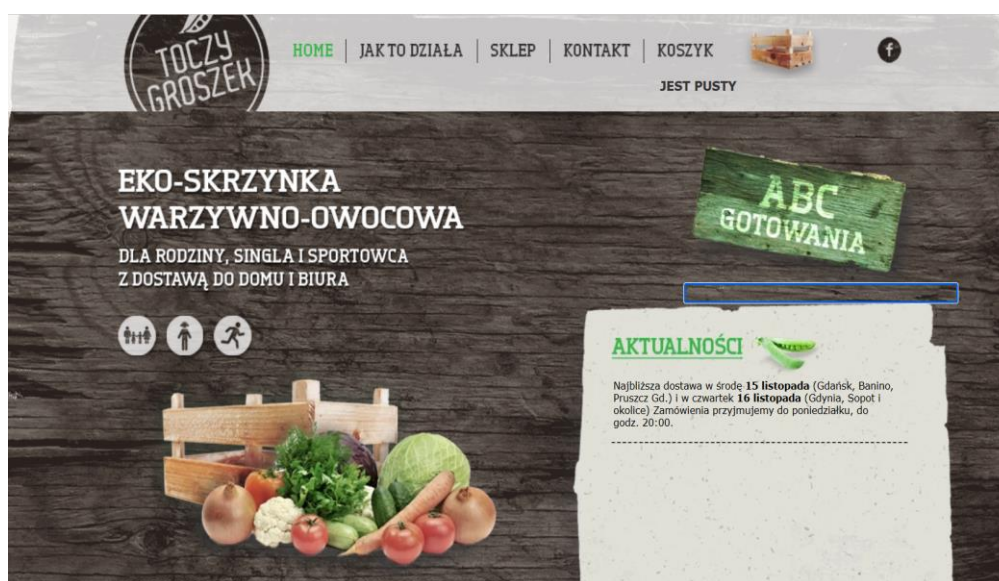 TOCZY
GROSZEK
HOME | JAK TO DZIAŁA | SKLEP | KONTAKT | KOSZYK
JEST PUSTY
f
EKO-SKRZYNKA
WARZYWNO-OWOCOWA
DLA RODZINY, SINGLA I SPORTOWCA
Z DOSTAWĄ DO DOMU I BIURA
ABC
GOTOWANIA
AKTUALNOŚCI
Najbliższa dostawa w środę 15 listopada (Gdańsk, Banino,
Pruszcz Gd.) i w czwartek 16 listopada (Gdynia, Sopot i
okolice) Zamówienia przyjmujemy do poniedziałku, do
godz. 20:00.